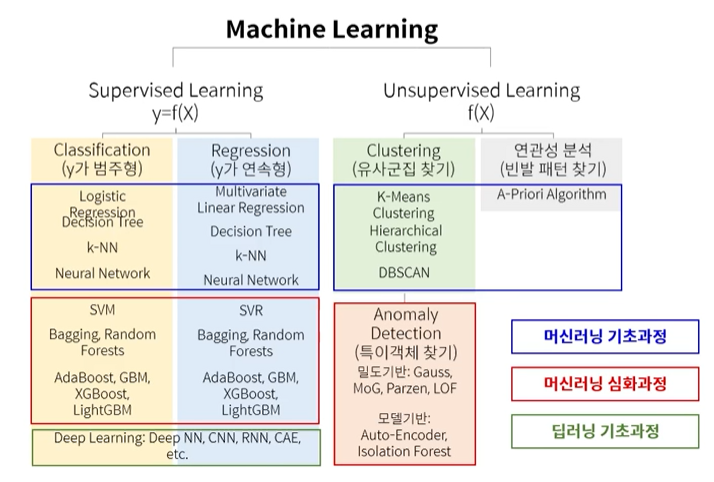 Machine Learning
Supervised Learning
y=f(X)
Unsupervised Learning
f(X)
Classification
(y가 범주형)
Logistic
Regression
Decision Tree
k-NN
Neural Network
SVM
Bagging, Random
Forests
AdaBoost, GBM,
XGBoost,
LightGBM
Regression
(y가 연속형)
Multivariate
Linear Regression
Decision Tree
k-NN
Neural Network
SVR
Bagging, Random
Forests
AdaBoost, GBM,
XGBoost,
LightGBM
Deep Learning: Deep NN, CNN, RNN, CAE,
etc.
Clustering
(유사군집 찾기)
K-Means
Clustering
Hierarchical
Clustering
DBSCAN
Anomaly
Detection
(특이객체 찾기)
밀도기반: Gauss,
MoG, Parzen, LOF
모델기반:
Auto-Encoder,
Isolation Forest
연관성 분석
(빈발 패턴 찾기)
A-Priori Algorithm
머신러닝 기초과정
머신러닝 심화과정
딥러닝 기초과정